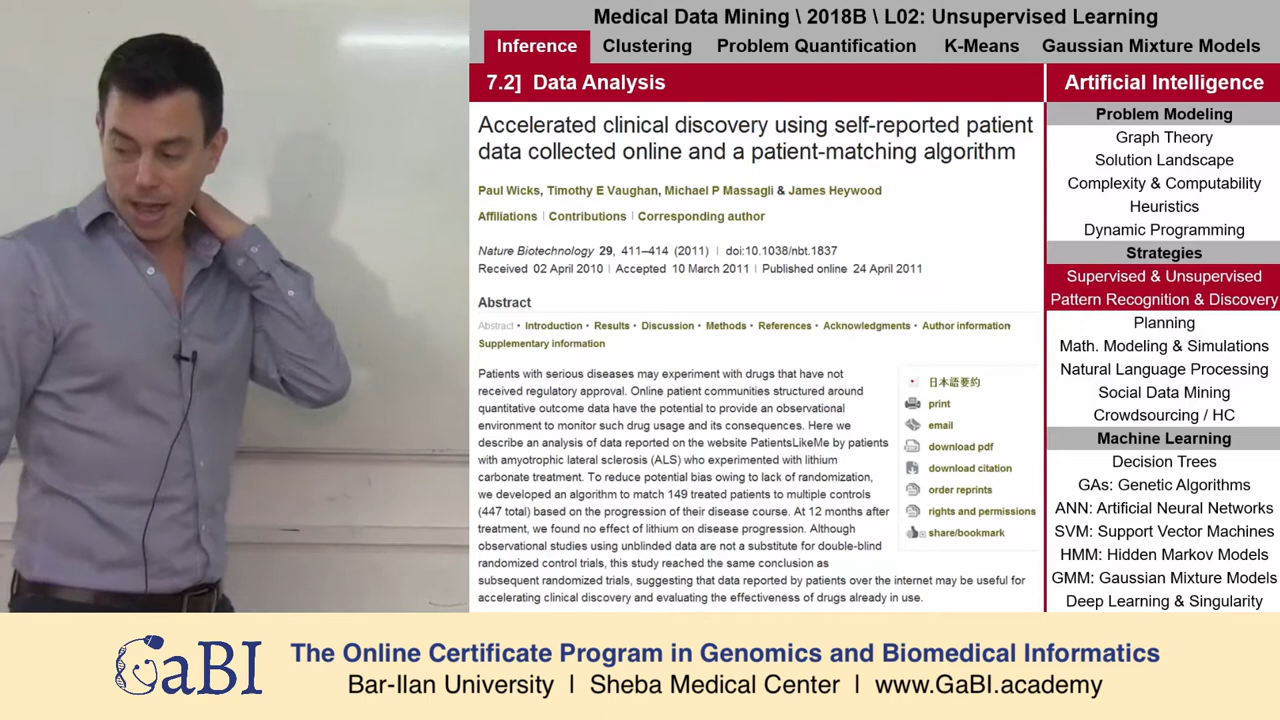 Medical Data Mining \ 2018B \ L02: Unsupervised Learning
Inference Clustering Problem Quantification K-Means Gaussian Mixture Models
7.2] Data Analysis
Accelerated clinical discovery using self-reported patient
data collected online and a patient-matching algorithm
Paul Wicks, Timothy E Vaughan, Michael P Massagli & James Heywood
Affiliations | Contributions | Corresponding author
Nature Biotechnology 29, 411–414 (2011) | doi:10.1038/nbt.1837
Received 02 April 2010 | Accepted 10 March 2011 | Published online 24 April 2011
Abstract
Abstract • Introduction • Results • Discussion • Methods • References • Acknowledgments • Author information
Supplementary information
Patients with serious diseases may experiment with drugs that have not
received regulatory approval. Online patient communities structured around
quantitative outcome data have the potential to provide an observational
environment to monitor such drug usage and its consequences. Here we
describe an analysis of data reported on the website PatientsLikeMe by patients
with amyotrophic lateral sclerosis (ALS) who experimented with lithium
carbonate treatment. To reduce potential bias owing to lack of randomization,
we developed an algorithm to match 149 treated patients to multiple controls
(447 total) based on the progression of their disease course. At 12 months after
treatment, we found no effect of lithium on disease progression. Although
observational studies using unblinded data are not a substitute for double-blind
randomized control trials, this study reached the same conclusion as
subsequent randomized trials, suggesting that data reported by patients over the internet may be useful for
accelerating clinical discovery and evaluating the effectiveness of drugs already in use.
日本語要約
print
email
download pdf
download citation
order reprints
rights and permissions
share/bookmark
Artificial Intelligence
Problem Modeling
Graph Theory
Solution Landscape
Complexity & Computability
Heuristics
Dynamic Programming
Strategies
Supervised & Unsupervised
Pattern Recognition & Discovery
Planning
Math. Modeling & Simulations
Natural Language Processing
Social Data Mining
Crowdsourcing / HC
Machine Learning
Decision Trees
GAs: Genetic Algorithms
ANN: Artificial Neural Networks
SVM: Support Vector Machines
HMM: Hidden Markov Models
GMM: Gaussian Mixture Models
Deep Learning & Singularity
GaBI
The Online Certificate Program in Genomics and Biomedical Informatics
Bar-Ilan University | Sheba Medical Center | www.GaBI.academy